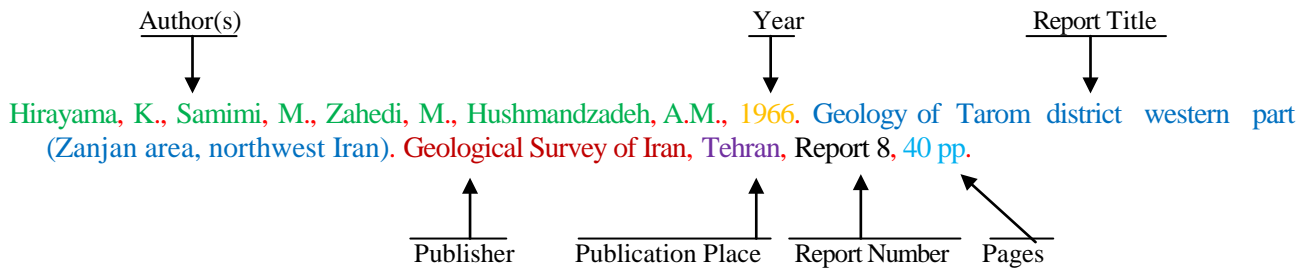 Author(s) Year Report Title
Hirayama, K., Samimi, M., Zahedi, M., Hushmandzadeh, A.M., 1966. Geology of Tarom district western part
(Zanjan area, northwest Iran). Geological Survey of Iran, Tehran, Report 8, 40 pp.
Publisher Publication Place Report Number Pages